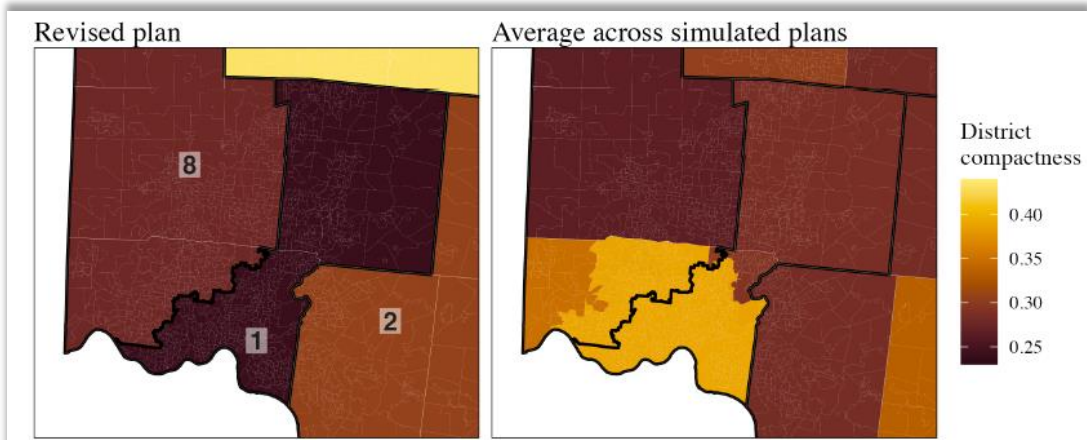 Revised plan
Average across simulated plans
8
1
2
District
compactness
0.40
0.35
0.30
0.25